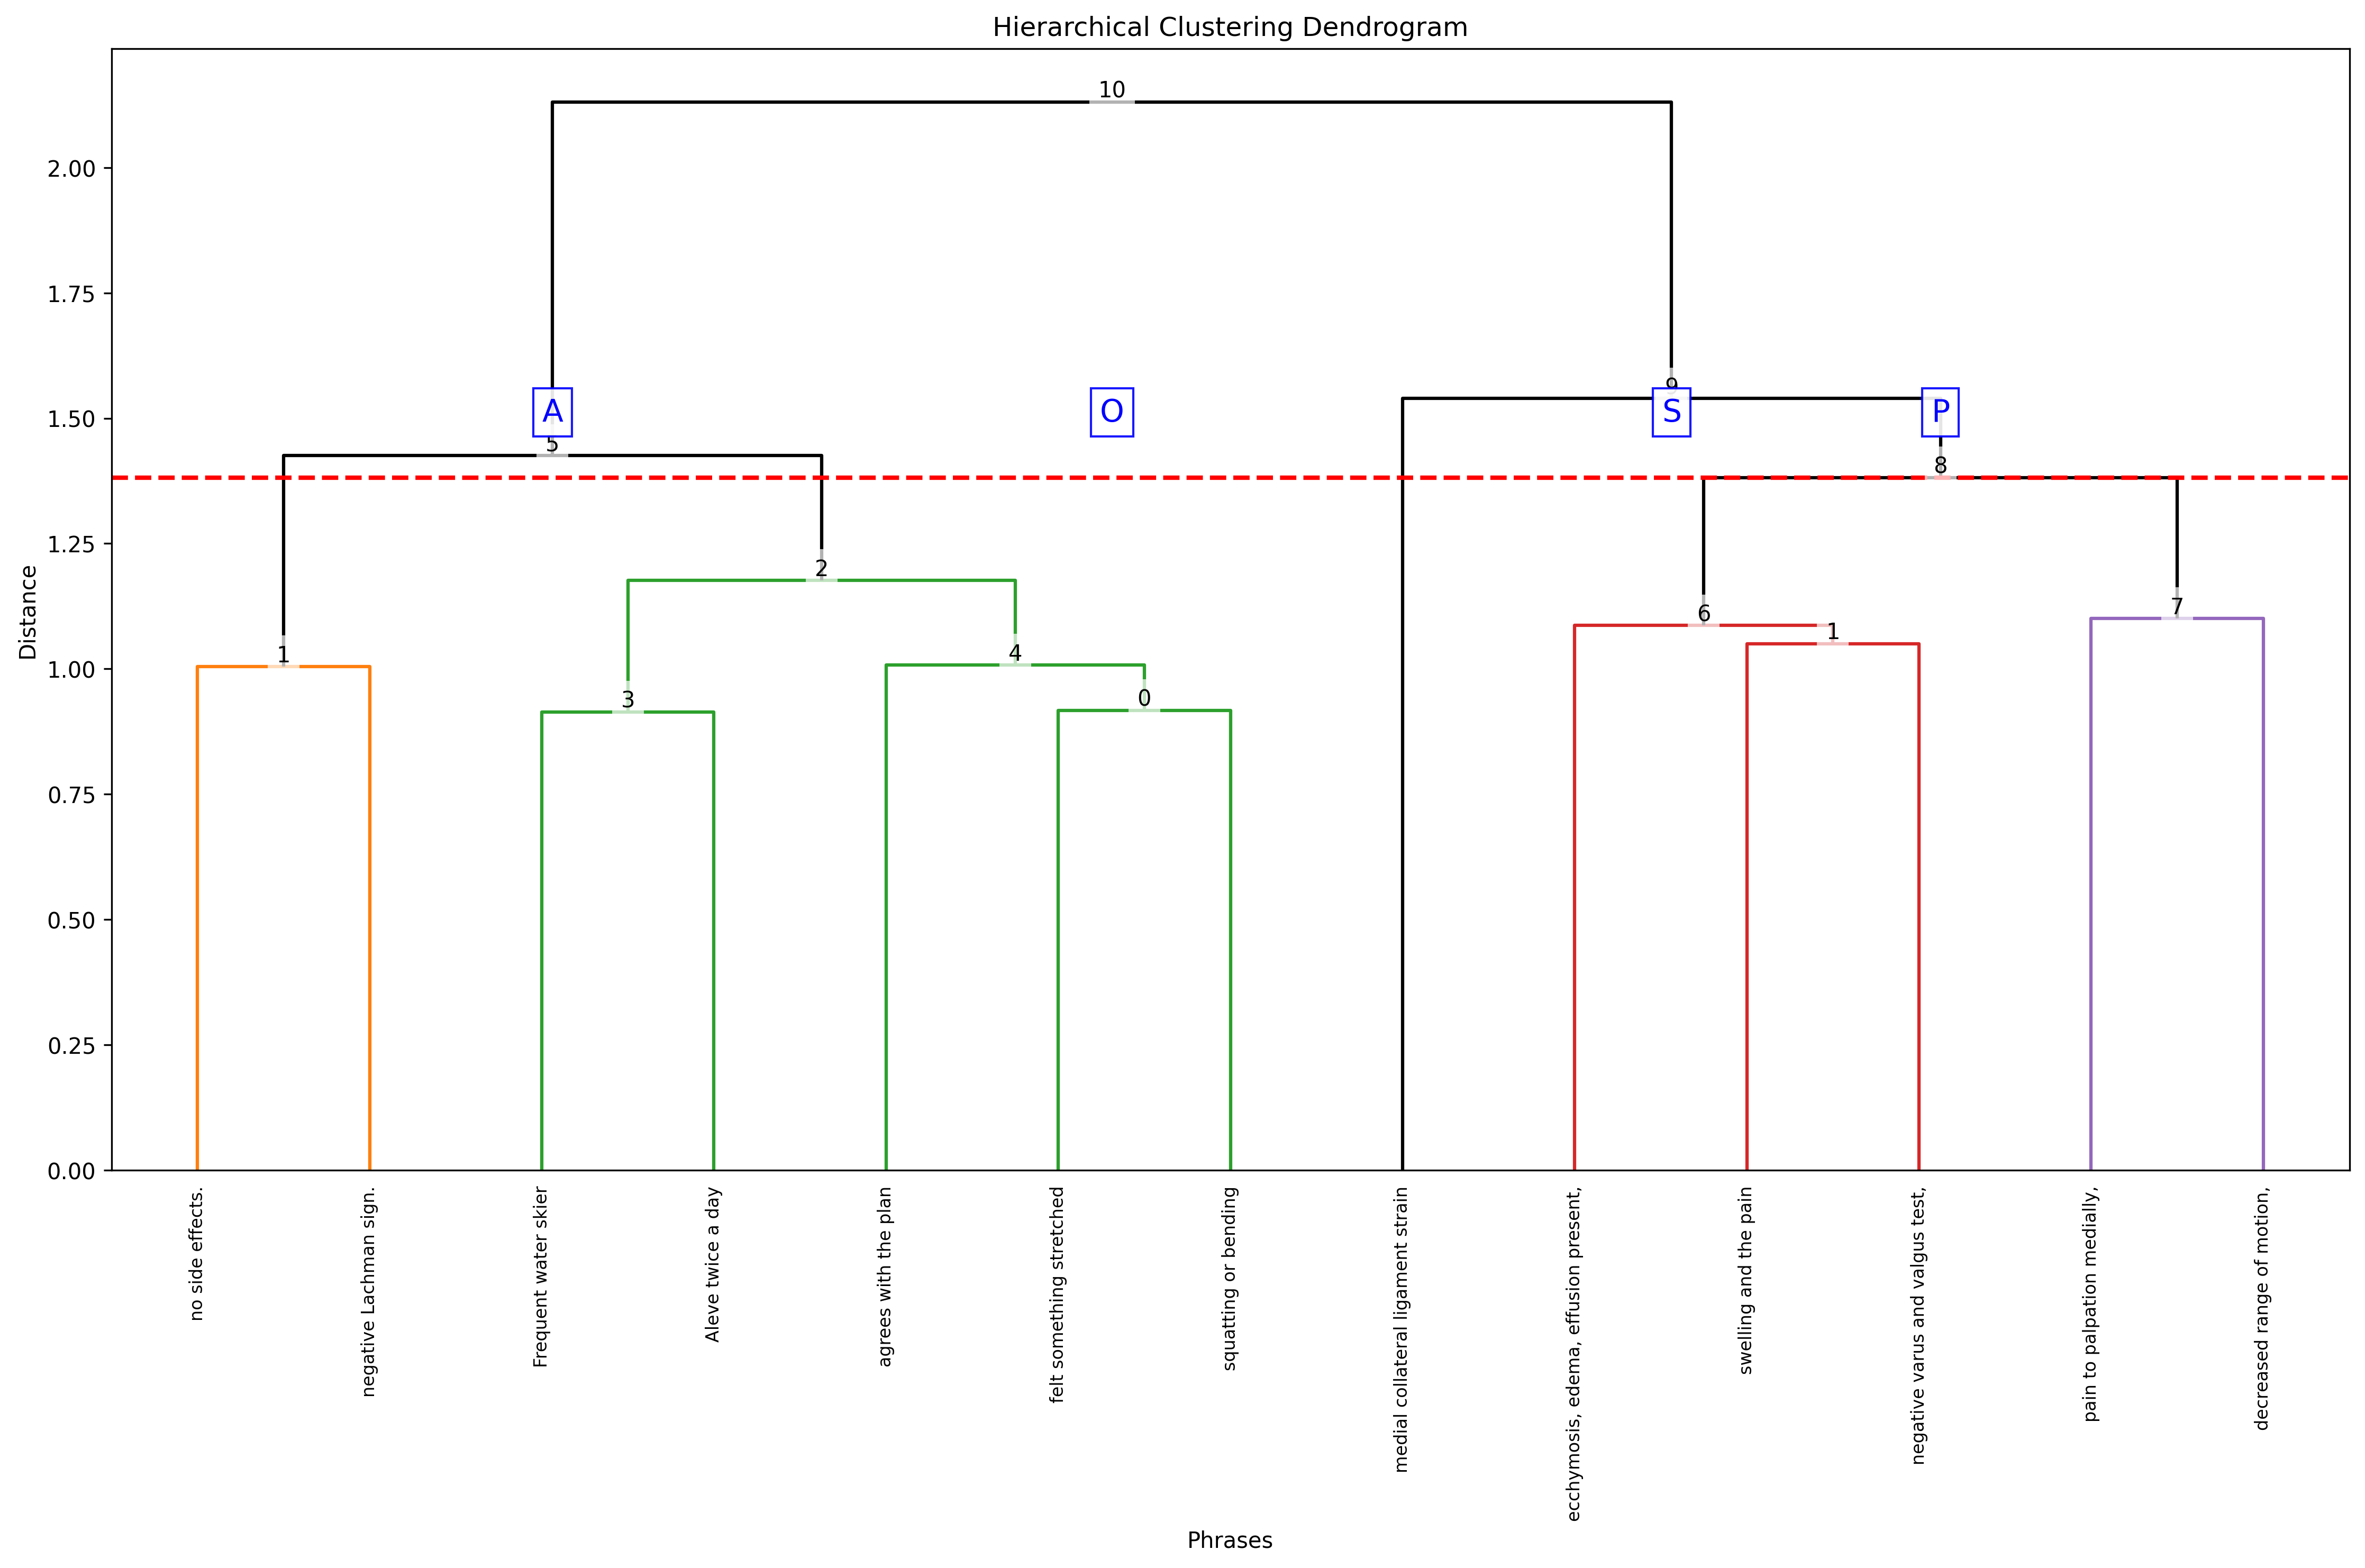 Hierarchical Clustering Dendrogram
10
2.00
1.75
9
A
O
S
P
1.50
5
8
1.25
2
7
6
1
1
4
1.00
3
0
0.75
0.50
0.25
0.00
Distance
no side effects.
negative Lachman sign.
Frequent water skier
Aleve twice a day
agrees with the plan
felt something stretched
squatting or bending
medial collateral ligament strain
ecchymosis, edema, effusion present,
swelling and the pain
negative varus and valgus test,
pain to palpation medially,
decreased range of motion,
Phrases